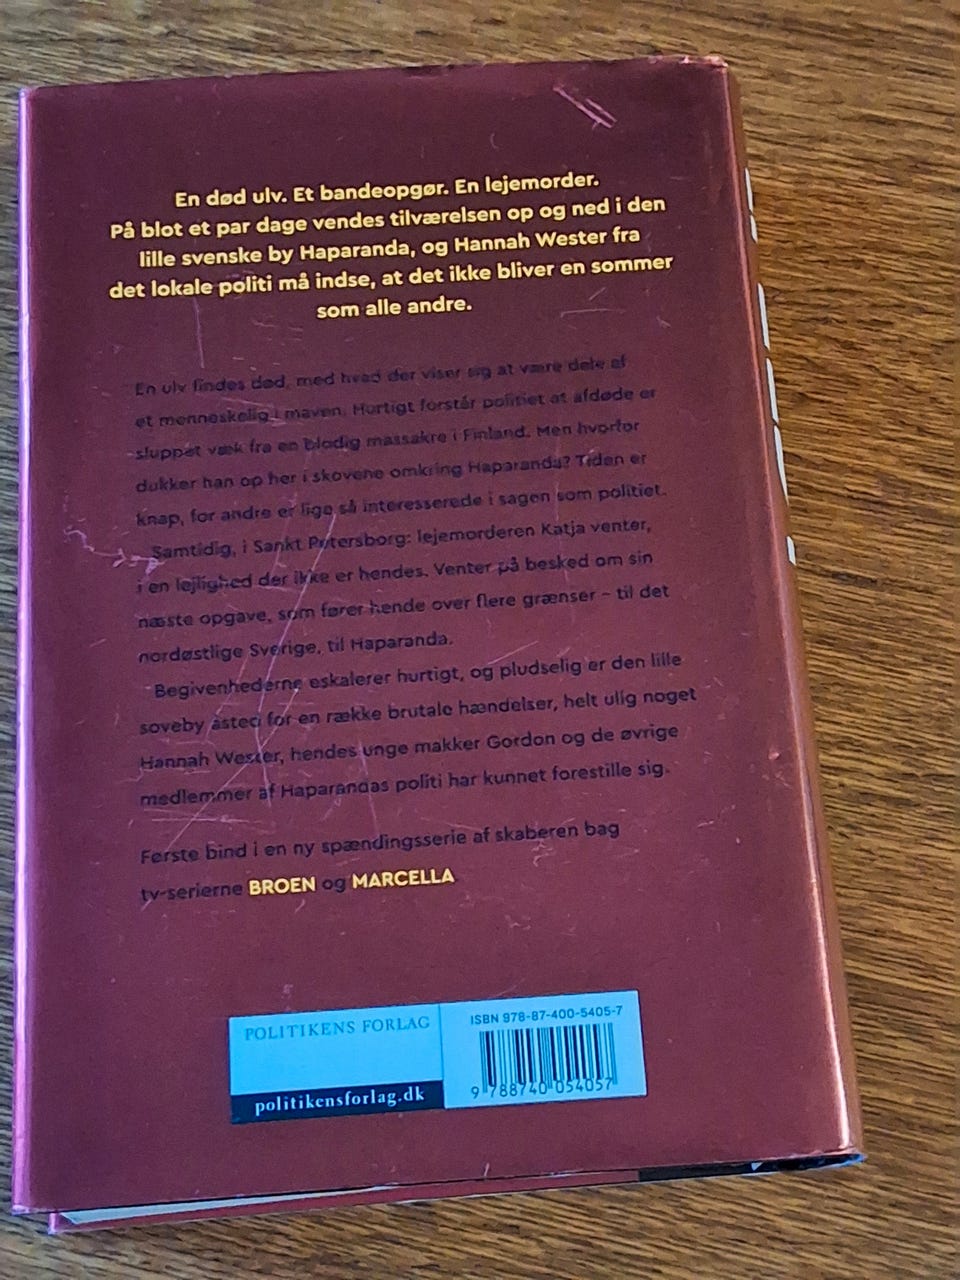 En død ulv. Et bandeopgør. En lejemorder.
På blot et par dage vendes tilværelsen op og ned i den
lille svenske by Haparanda, og Hannah Wester fra
det lokale politi må indse, at det ikke bliver en sommer
som alle andre.
En ulv findes død, med hvad der viser sig at være dele af
et menneskelig i maven. Hurtigt forstår politiet at afdøde er
sluppet væk fra en blodig massakre i Finland. Men hvorfor
dukker han op her i skovene omkring Haparanda? Tiden er
knap, for andre er lige så interesserede i sagen som politiet.
Samtidig, i Sankt Petersborg: lejemorderen Katja venter,
i en lejlighed der ikke er hendes. Venter på besked om sin
næste opgave, som fører hende over flere grænser – til det
nordøstlige Sverige, til Haparanda.
Begivenhederne eskalerer hurtigt, og pludselig er den lille
soveby åsted for en række brutale hændelser, helt ulig noget
Hannah Wester, hendes unge makker Gordon og de øvrige
medlemmer af Haparandas politi har kunnet forestille sig.
Første bind i en ny spændingsserie af skaberen bag
tv-serierne BROEN og MARCELLA
POLITIKENS FORLAG
politikensforlag.dk
ISBN 978-87-400-5405-7
9 788740 054057